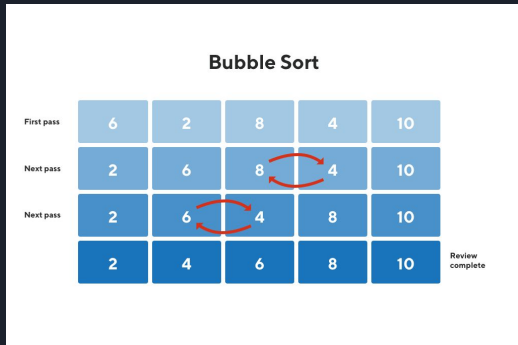 Bubble Sort
First pass 6 2 8 4 10
Next pass 2 6 8 4 10
Next pass 2 6 4 8 10
2 4 6 8 10 Review
complete